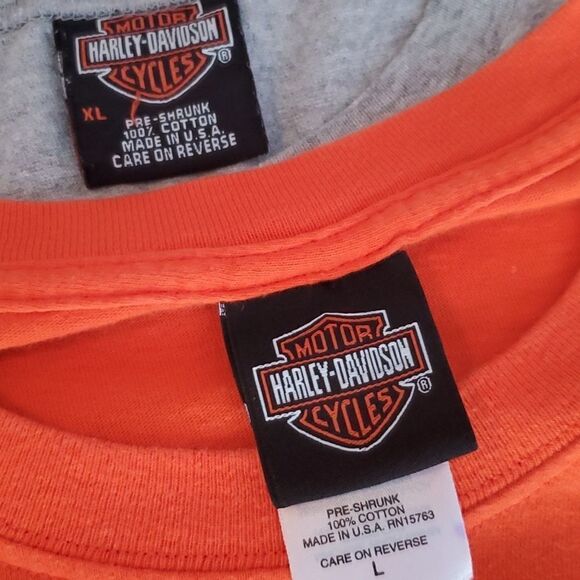 MOTOR
HARLEY-DAVIDSON
CYCLES
®
XL
PRE-SHRUNK
100% COTTON
MADE IN U.S.A.
CARE ON REVERSE
MOTOR
HARLEY-DAVIDSON
CYCLES
®
PRE-SHRUNK
100% COTTON
MADE IN U.S.A. RN15763
CARE ON REVERSE
L